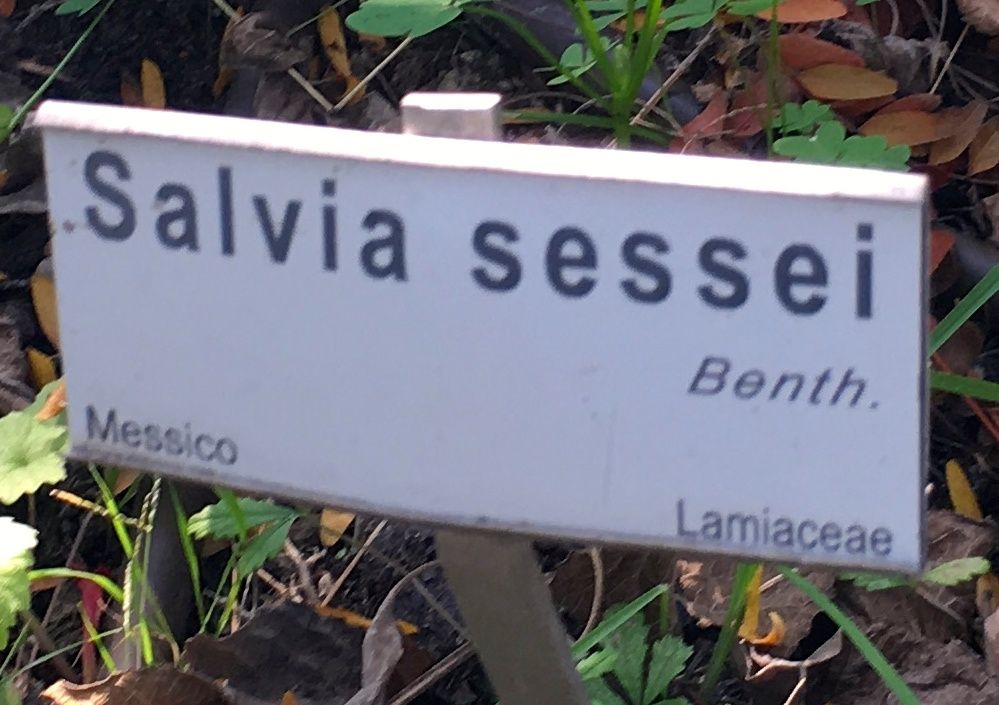 Salvia sessei
Benth.
Messico
Lamiaceae